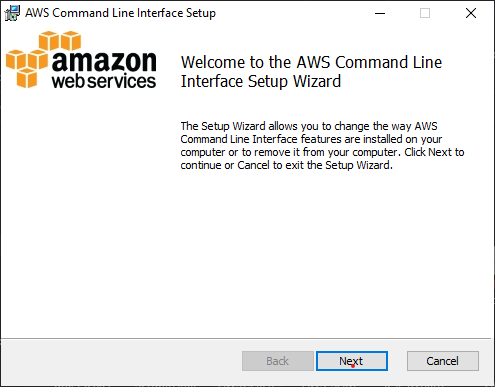 AWS Command Line Interface Setup
amazon
web services
Welcome to the AWS Command Line
Interface Setup Wizard
The Setup Wizard allows you to change the way AWS
Command Line Interface features are installed on your
computer or to remove it from your computer. Click Next to
continue or Cancel to exit the Setup Wizard.
Back
Next
Cancel